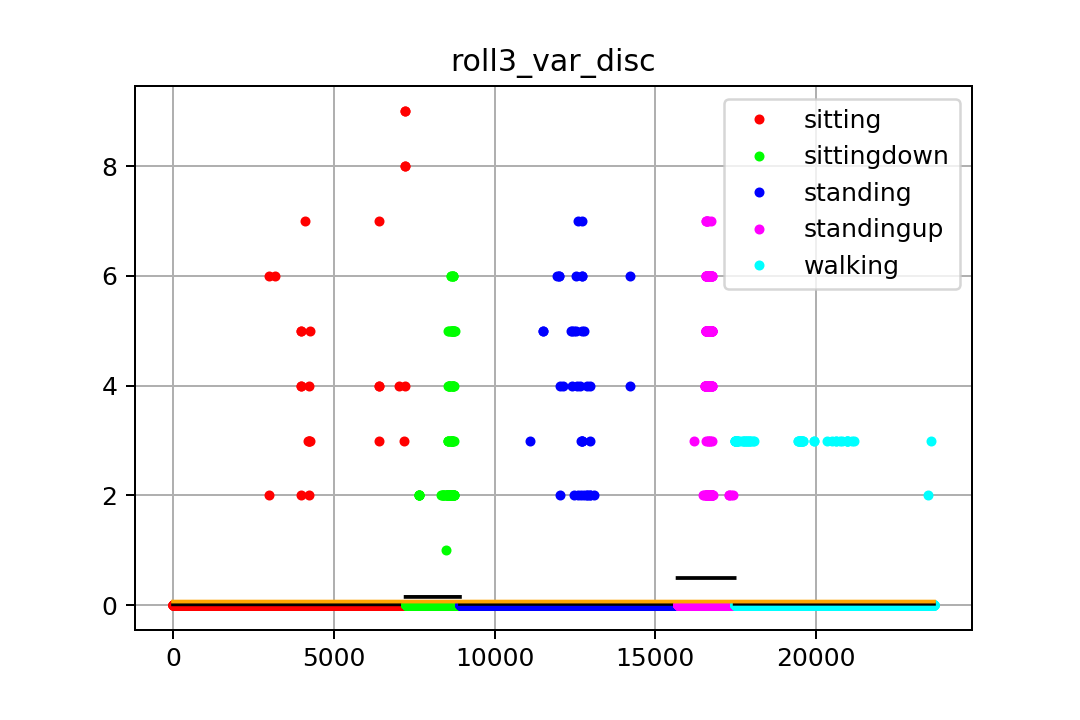 roll3_var_disc
8
6
4
2
0
0 5000 10000 15000 20000
sitting
sittingdown
standing
standingup
walking